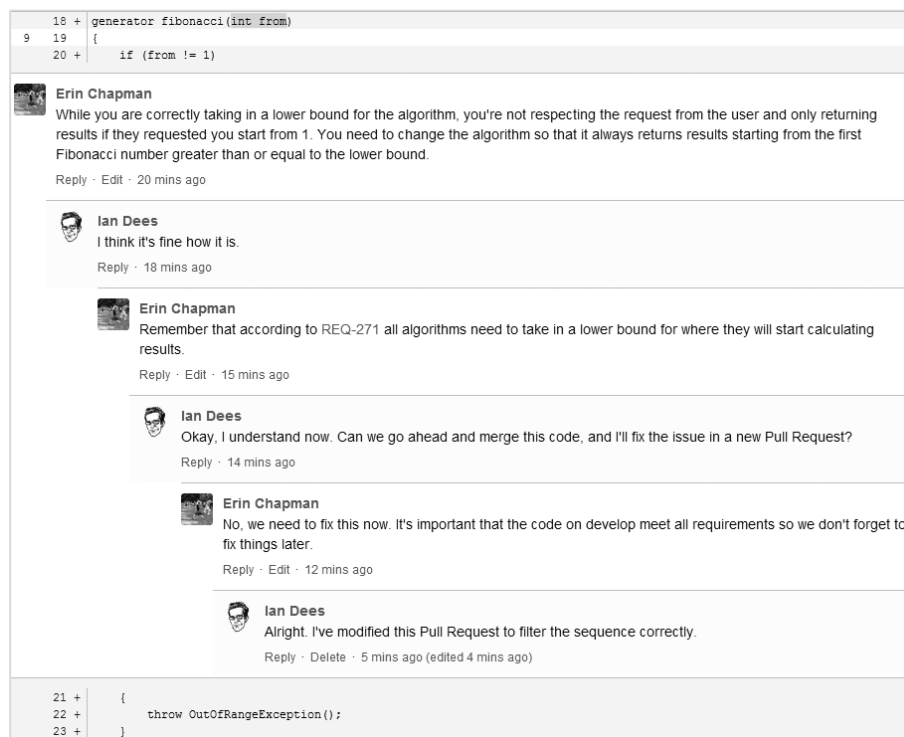 18 + generator fibonacci(int from)
9 19 {
20 + if (from != 1)
Erin Chapman
While you are correctly taking in a lower bound for the algorithm, you're not respecting the request from the user and only returning
results if they requested you start from 1. You need to change the algorithm so that it always returns results starting from the first
Fibonacci number greater than or equal to the lower bound.
Reply · Edit · 20 mins ago
Ian Dees
I think it's fine how it is.
Reply · 18 mins ago
Erin Chapman
Remember that according to REQ-271 all algorithms need to take in a lower bound for where they will start calculating
results.
Reply · Edit · 15 mins ago
Ian Dees
Okay, I understand now. Can we go ahead and merge this code, and I'll fix the issue in a new Pull Request?
Reply · 14 mins ago
Erin Chapman
No, we need to fix this now. It's important that the code on develop meet all requirements so we don't forget to
fix things later.
Reply · Edit · 12 mins ago
Ian Dees
Alright. I've modified this Pull Request to filter the sequence correctly.
Reply · Delete · 5 mins ago (edited 4 mins ago)
21 + {
22 + throw OutOfRangeException();
23 + }